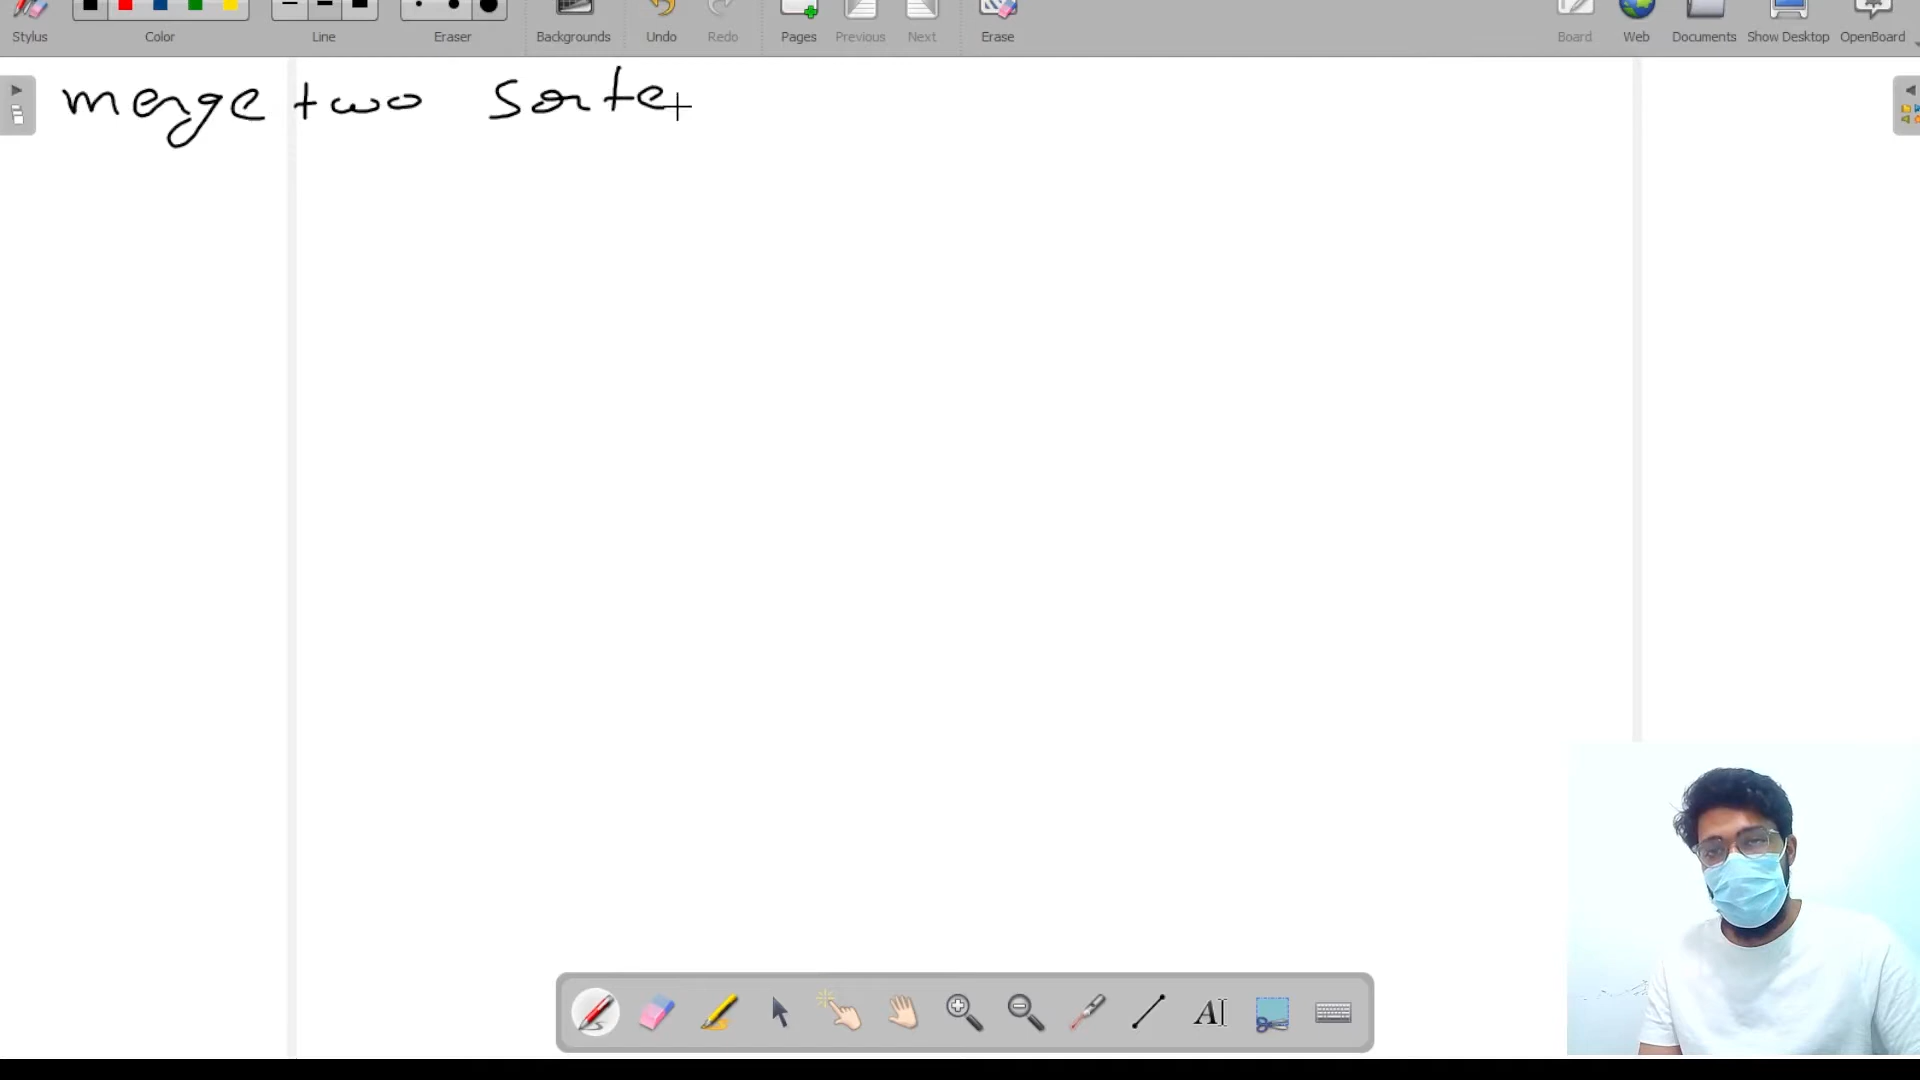 Stylus Color Line Eraser Backgrounds Undo Redo Pages Previous Next Erase Board Web Documents Show Desktop OpenBoard
merge two sorte
AI